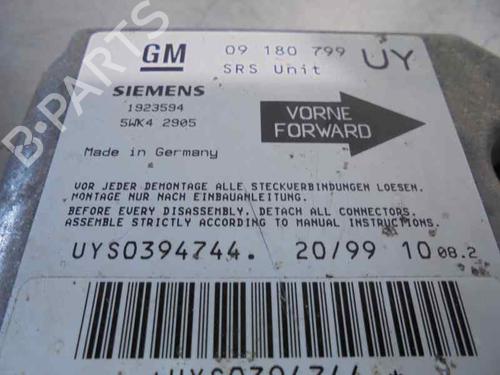 GM 09 180 799 UY
SRS Unit
SIEMENS
1923594
5WK4 2905
VORNE
FORWARD
Made in Germany
VOR JEDER DEMONTAGE ALLE STECKVERBINDUNGEN LOESEN.
MONTAGE NUR NACH EINBAUANLEITUNG.
BEFORE EVERY DISASSEMBLY, DETACH ALL CONNECTORS.
ASSEMBLE STRICTLY ACCORDING TO MANUAL INSTRUCTIONS.
UYS0394744. 20/99 10 08.2
*UYS0394744*
B-PARTS